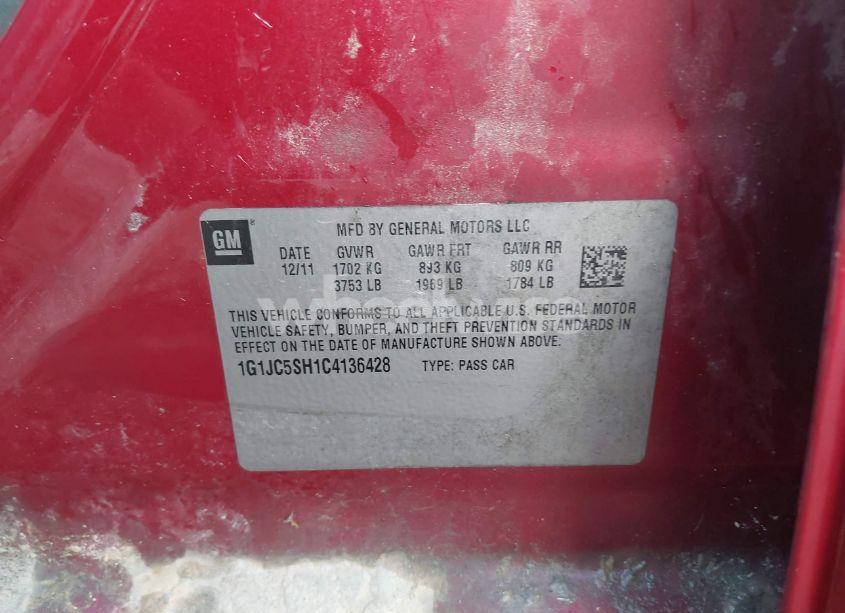 GM
MFD BY GENERAL MOTORS LLC
DATE GVWR GAWR FRT GAWR RR
12/11 1702 KG 893 KG 809 KG
3753 LB 1969 LB 1784 LB
THIS VEHICLE CONFORMS TO ALL APPLICABLE U.S. FEDERAL MOTOR
VEHICLE SAFETY, BUMPER, AND THEFT PREVENTION STANDARDS IN
EFFECT ON THE DATE OF MANUFACTURE SHOWN ABOVE.
1G1JC5SH1C4136428 TYPE: PASS CAR